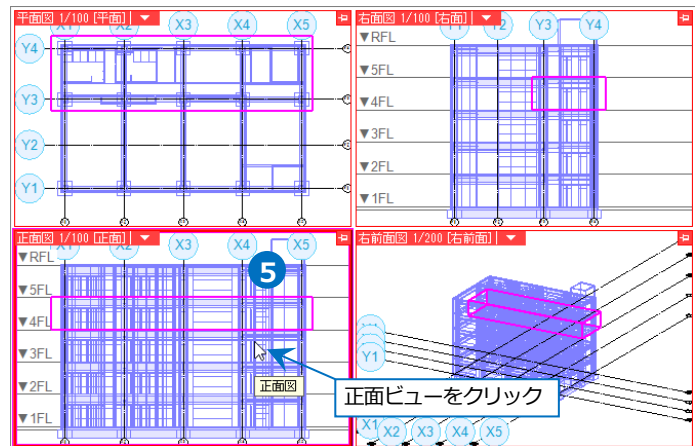 平面図 1/100 [平面]
X1 X2 X3 X4 X5
Y4
Y3
Y2
Y1
右面図 1/100 [右面]
Y1 Y2 Y3 Y4
▼RFL
▼5FL
▼4FL
▼3FL
▼2FL
▼1FL
正面図 1/100 [正面]
X2 X3 X4 X5
▼RFL
5
▼5FL
▼4FL
▼3FL
▼2FL
▼1FL
正面図
右前面図 1/200 [右前面]
Y1
正面ビューをクリック
X1 X2 X3 X4 X5